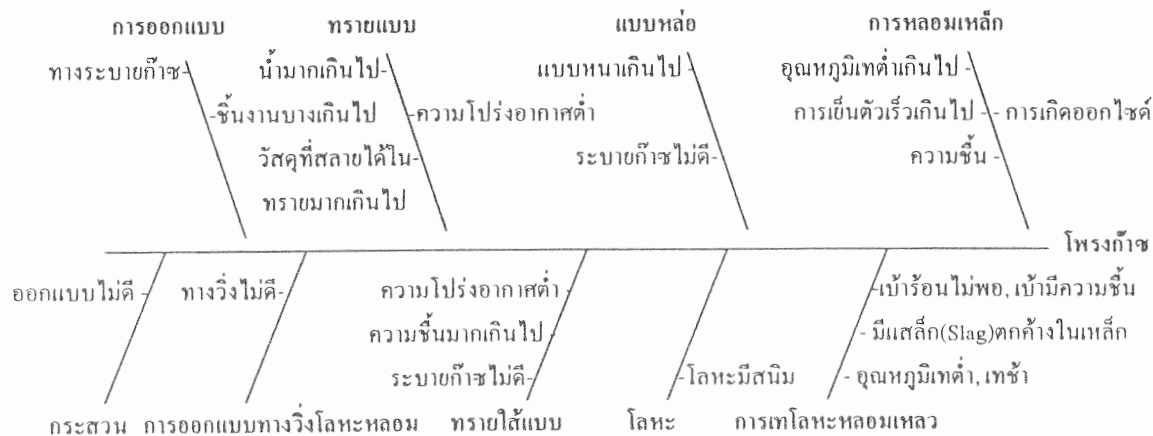 การออกแบบ
ทรายแบบ
แบบหล่อ
การหลอมเหล็ก
ทางระบายก๊าซ
น้ำมากเกินไป
แบบหนาเกินไป
อุณหภูมิเทต่ำเกินไป
ชิ้นงานบางเกินไป
ความโปร่งอากาศต่ำ
การเย็นตัวเร็วเกินไป
การเกิดออกไซค์
วัสดุที่สลายได้ใน
ทรายมากเกินไป
ระบายก๊าซไม่ดี
ความชื้น
โพรงก๊าซ
ออกแบบไม่ดี
ทางวิ่งไม่ดี
ความโปร่งอากาศต่ำ
เบ้าร้อนไม่พอ, เบ้ามีความชื้น
ความชื้นมากเกินไป
มีแสล็ก(Slag)ตกค้างในเหล็ก
ระบายก๊าซไม่ดี
โลหะมีสนิม
อุณหภูมิเทต่ำ, เทช้า
กระสวน
การออกแบบทางวิ่งโลหะหลอม
ทรายใส้แบบ
โลหะ
การเทโลหะหลอมเหลว